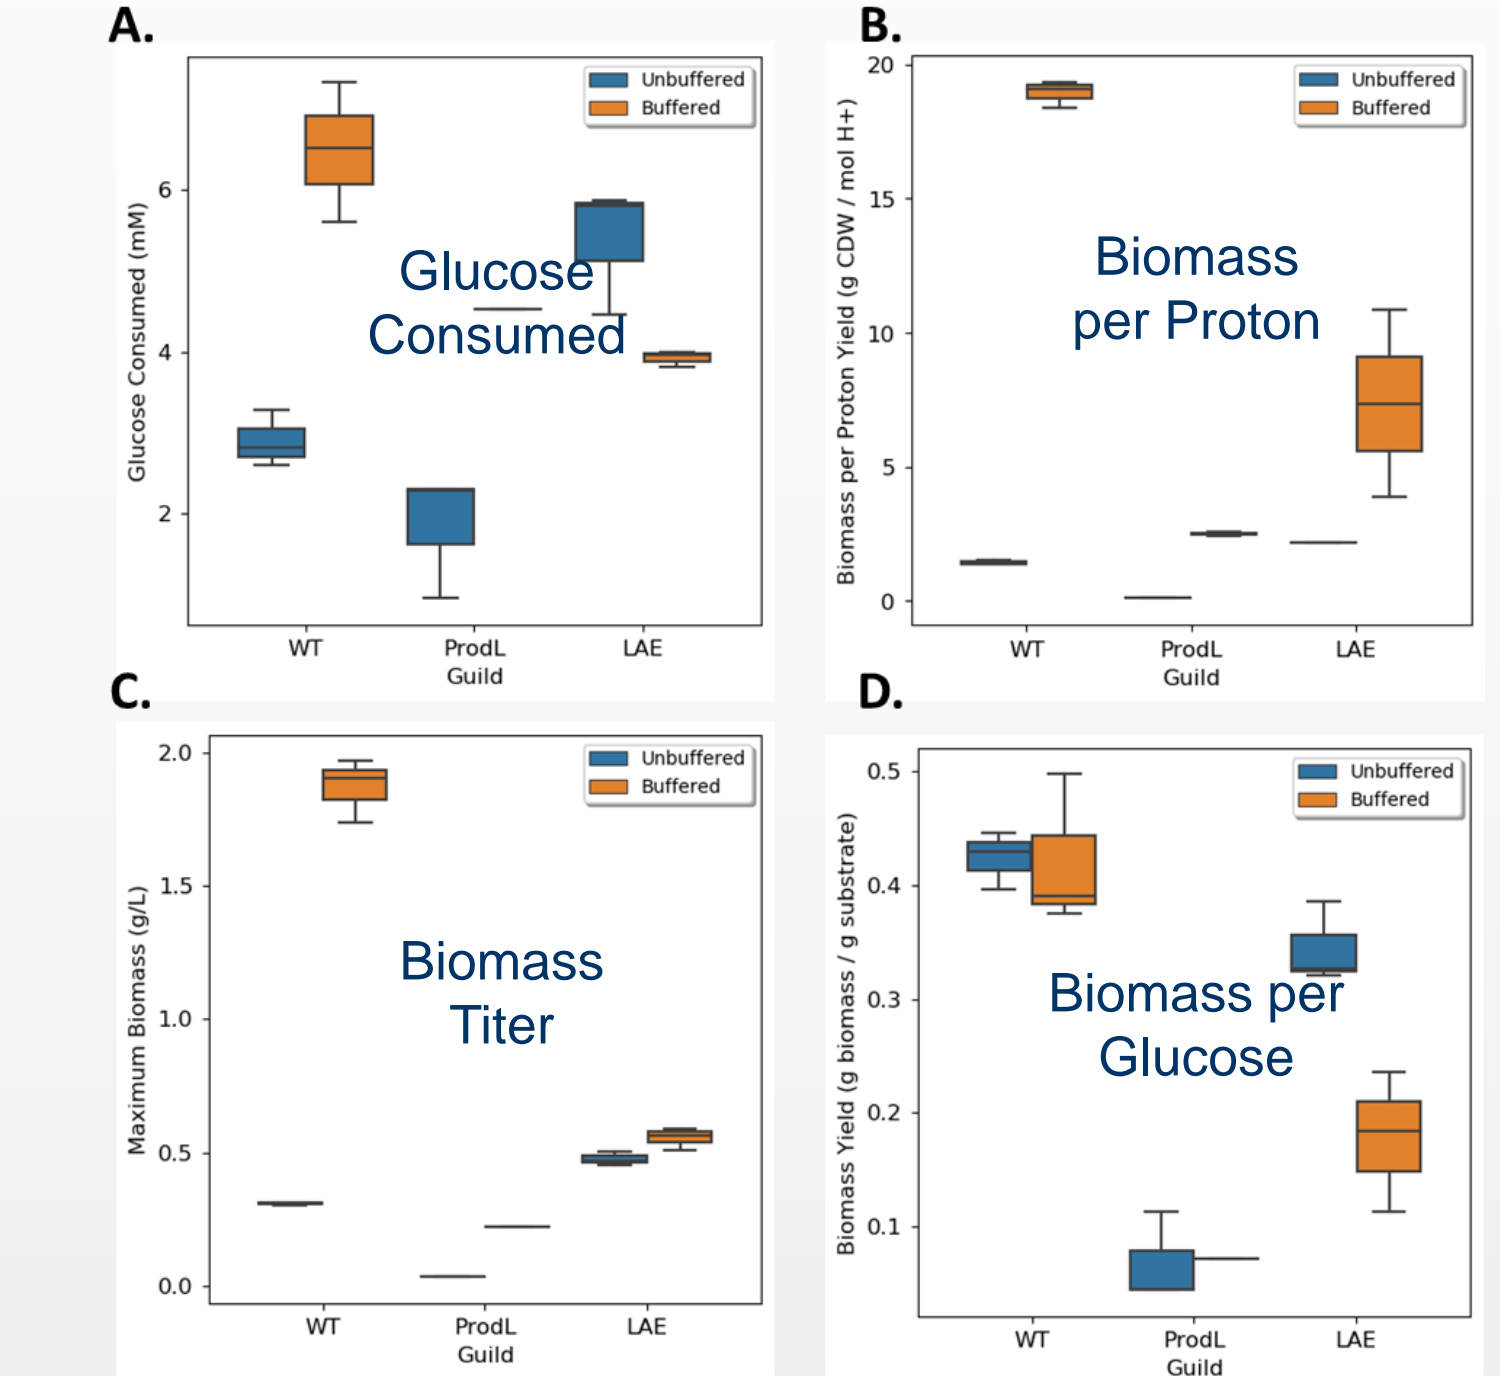 A.
Unbuffered
Buffered
Glucose Consumed (mM)
6
4
2
Glucose
Consumed
WT
ProdL
LAE
Guild
B.
Unbuffered
Buffered
Biomass per Proton Yield (g CDW / mol H+)
20
15
10
5
0
Biomass
per Proton
WT
ProdL
LAE
Guild
C.
Unbuffered
Buffered
Maximum Biomass (g/L)
2.0
1.5
1.0
0.5
0.0
Biomass
Titer
WT
ProdL
LAE
Guild
D.
Unbuffered
Buffered
Biomass Yield (g biomass / g substrate)
0.5
0.4
0.3
0.2
0.1
Biomass per
Glucose
WT
ProdL
LAE
Guild